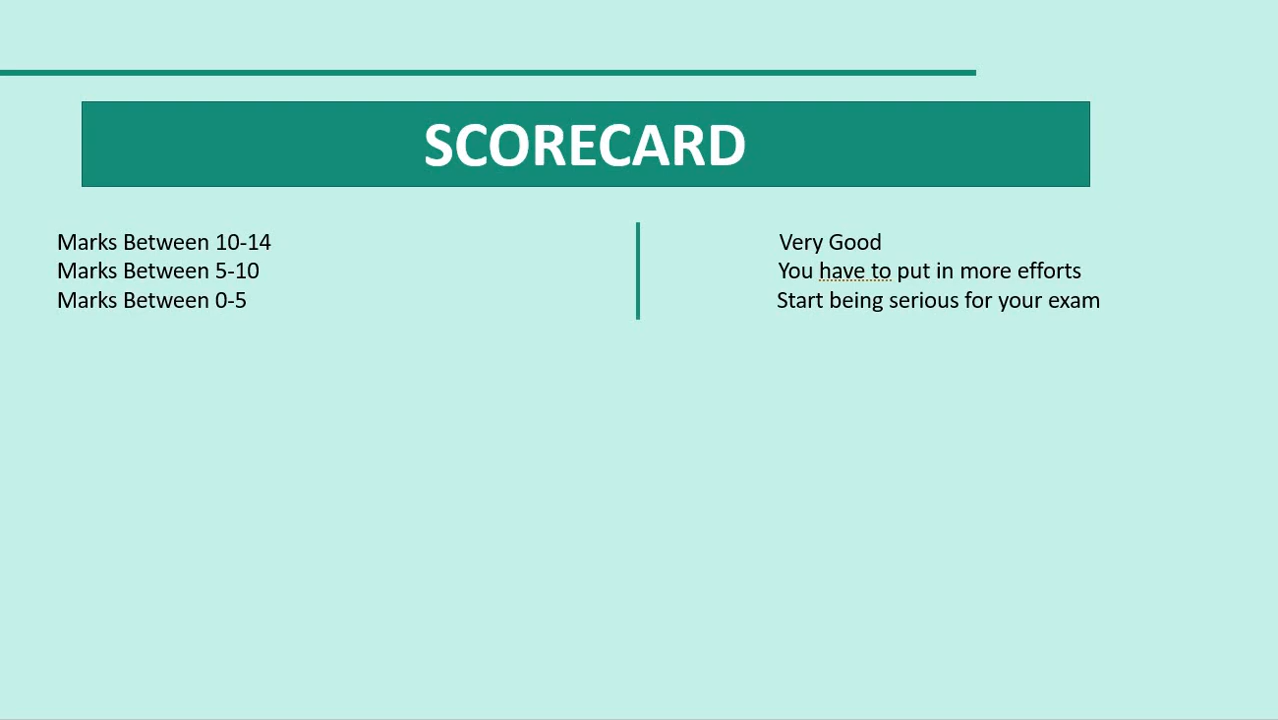 SCORECARD
Marks Between 10-14
Very Good
Marks Between 5-10
You have to put in more efforts
Marks Between 0-5
Start being serious for your exam